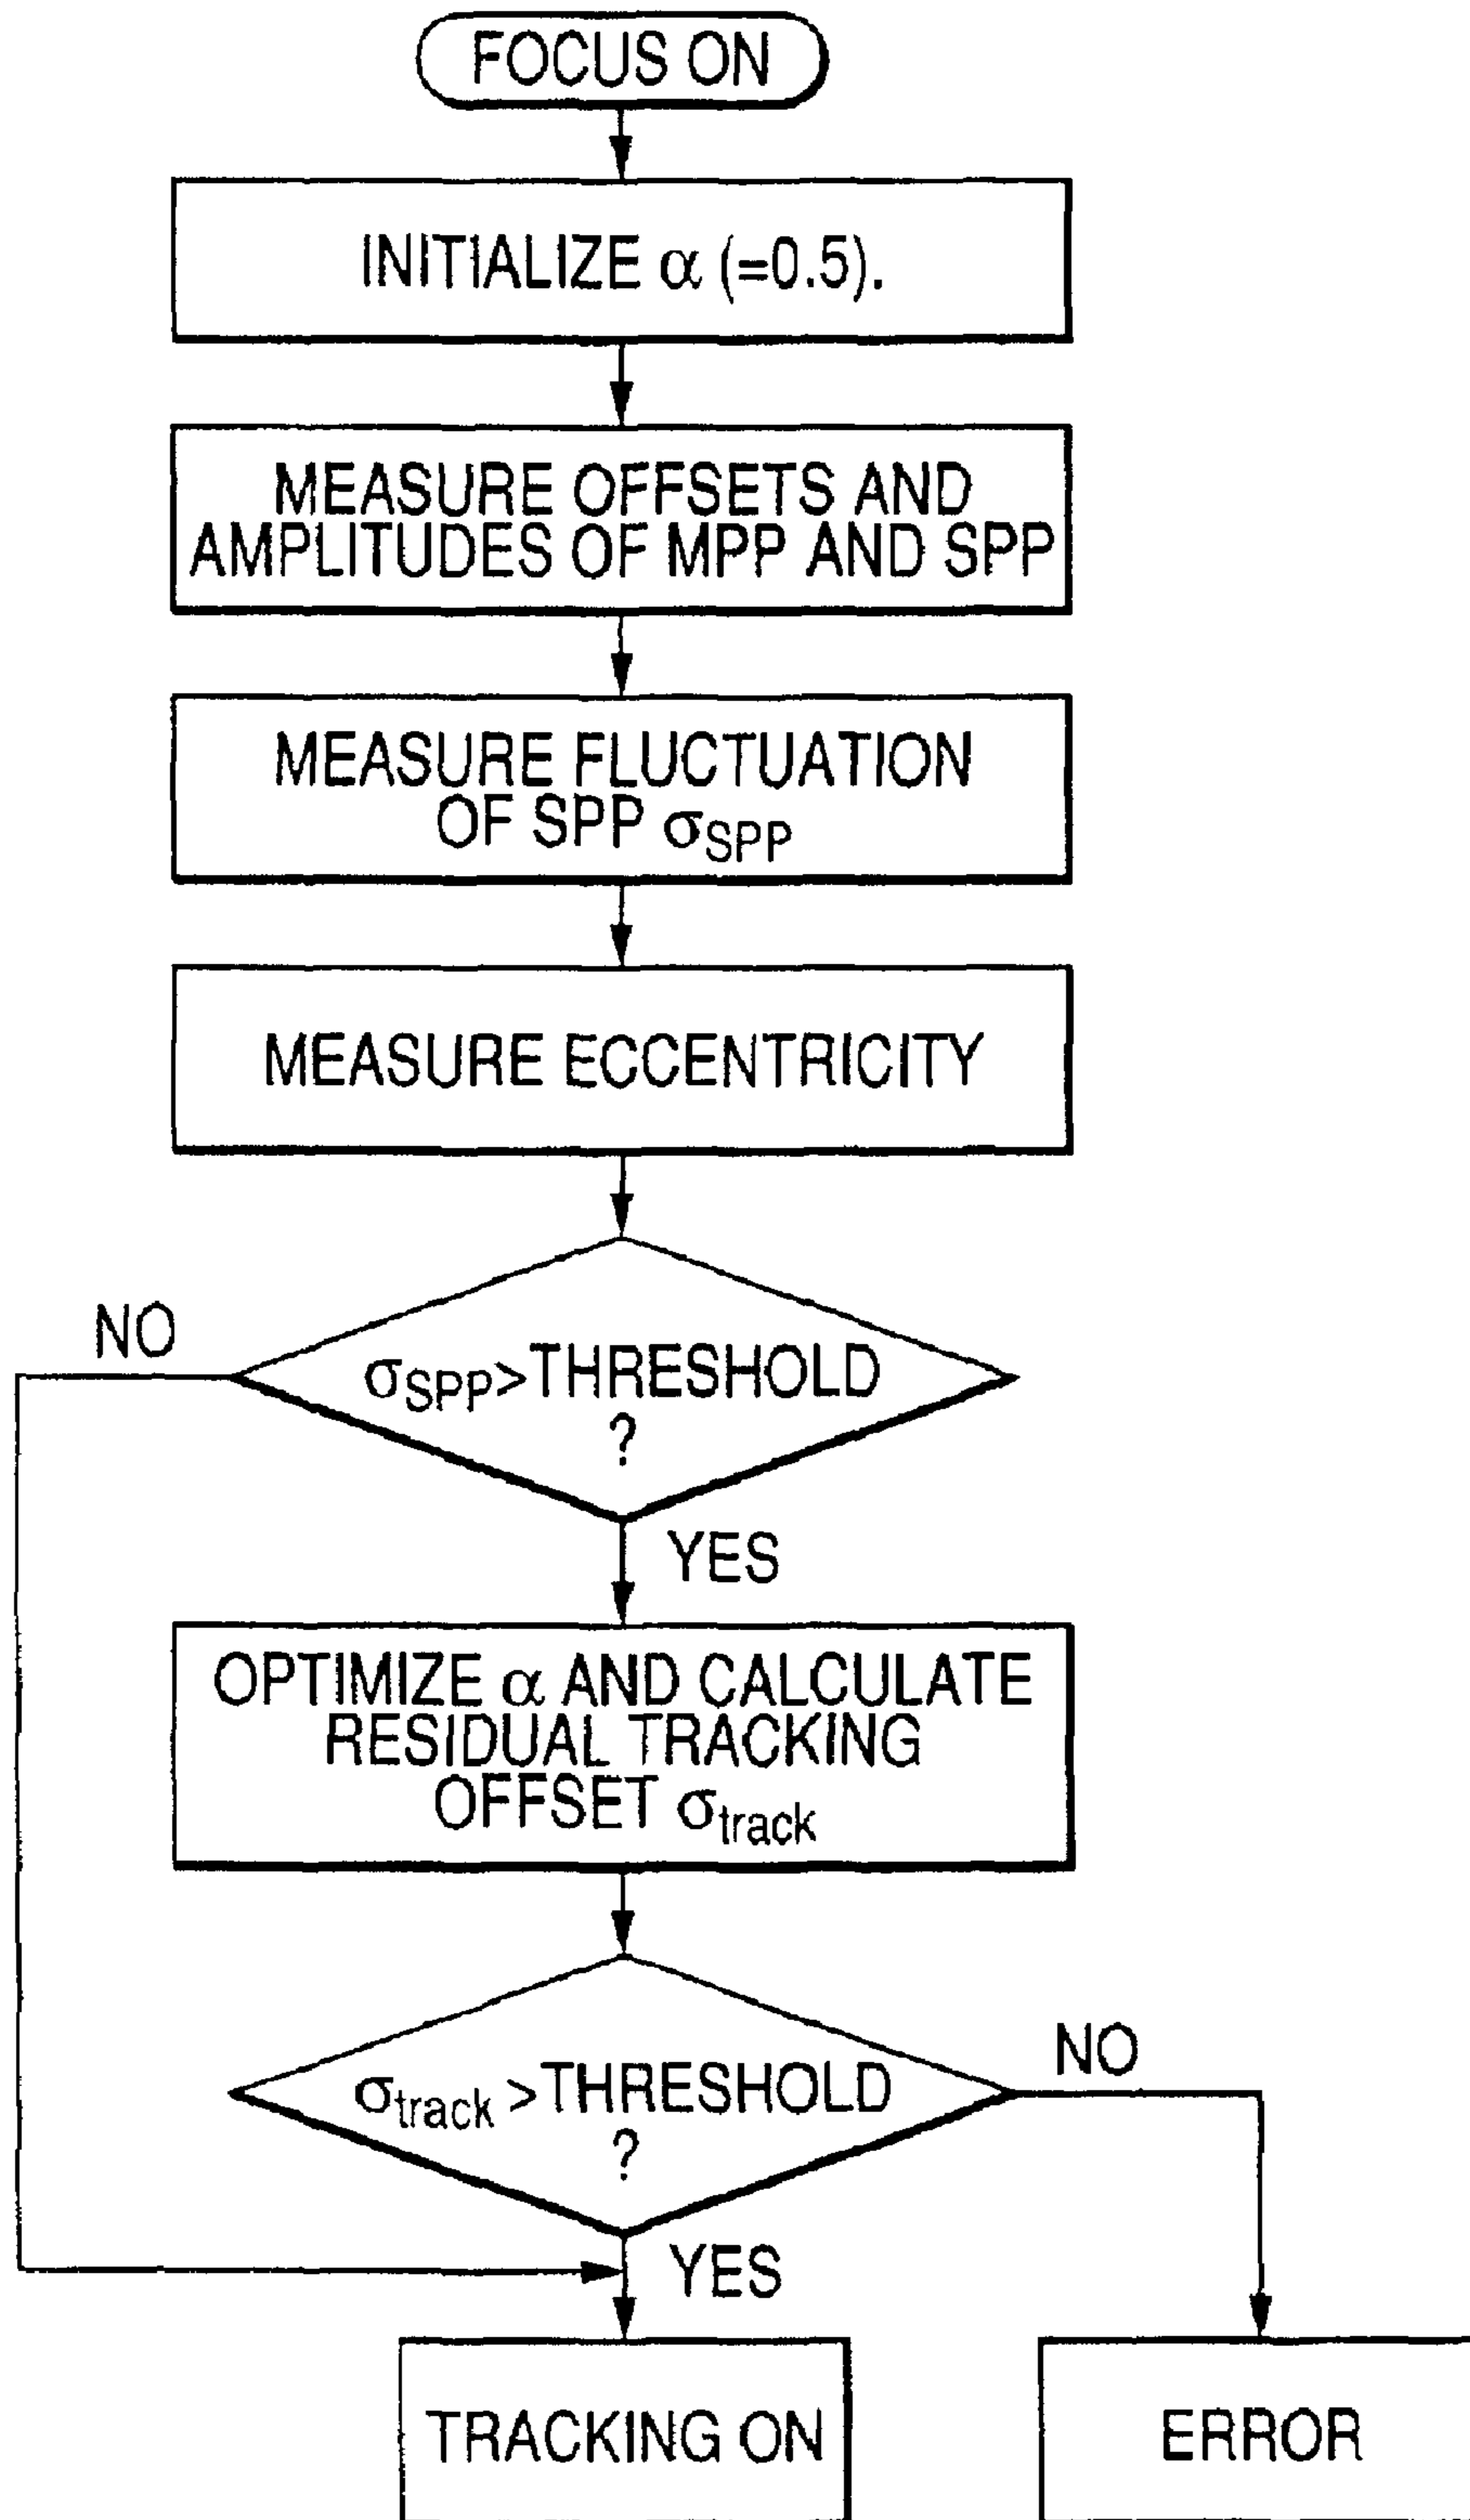 FOCUS ON
INITIALIZE α (=0.5).
MEASURE OFFSETS AND
AMPLITUDES OF MPP AND SPP
MEASURE FLUCTUATION
OF SPP σSPP
MEASURE ECCENTRICITY
NO
σSPP>THRESHOLD
?
YES
OPTIMIZE α AND CALCULATE
RESIDUAL TRACKING
OFFSET σtrack
NO
σtrack >THRESHOLD
?
YES
TRACKING ON
ERROR